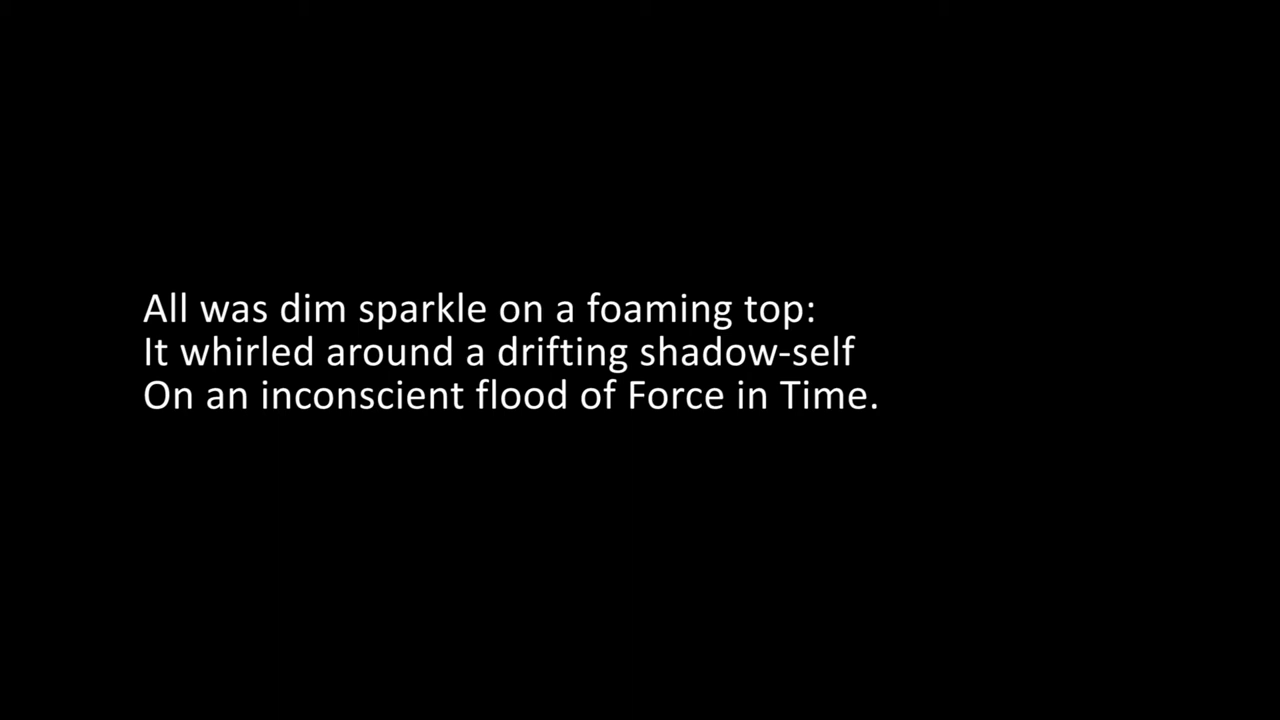 All was dim sparkle on a foaming top:
It whirled around a drifting shadow-self
On an inconscient flood of Force in Time.